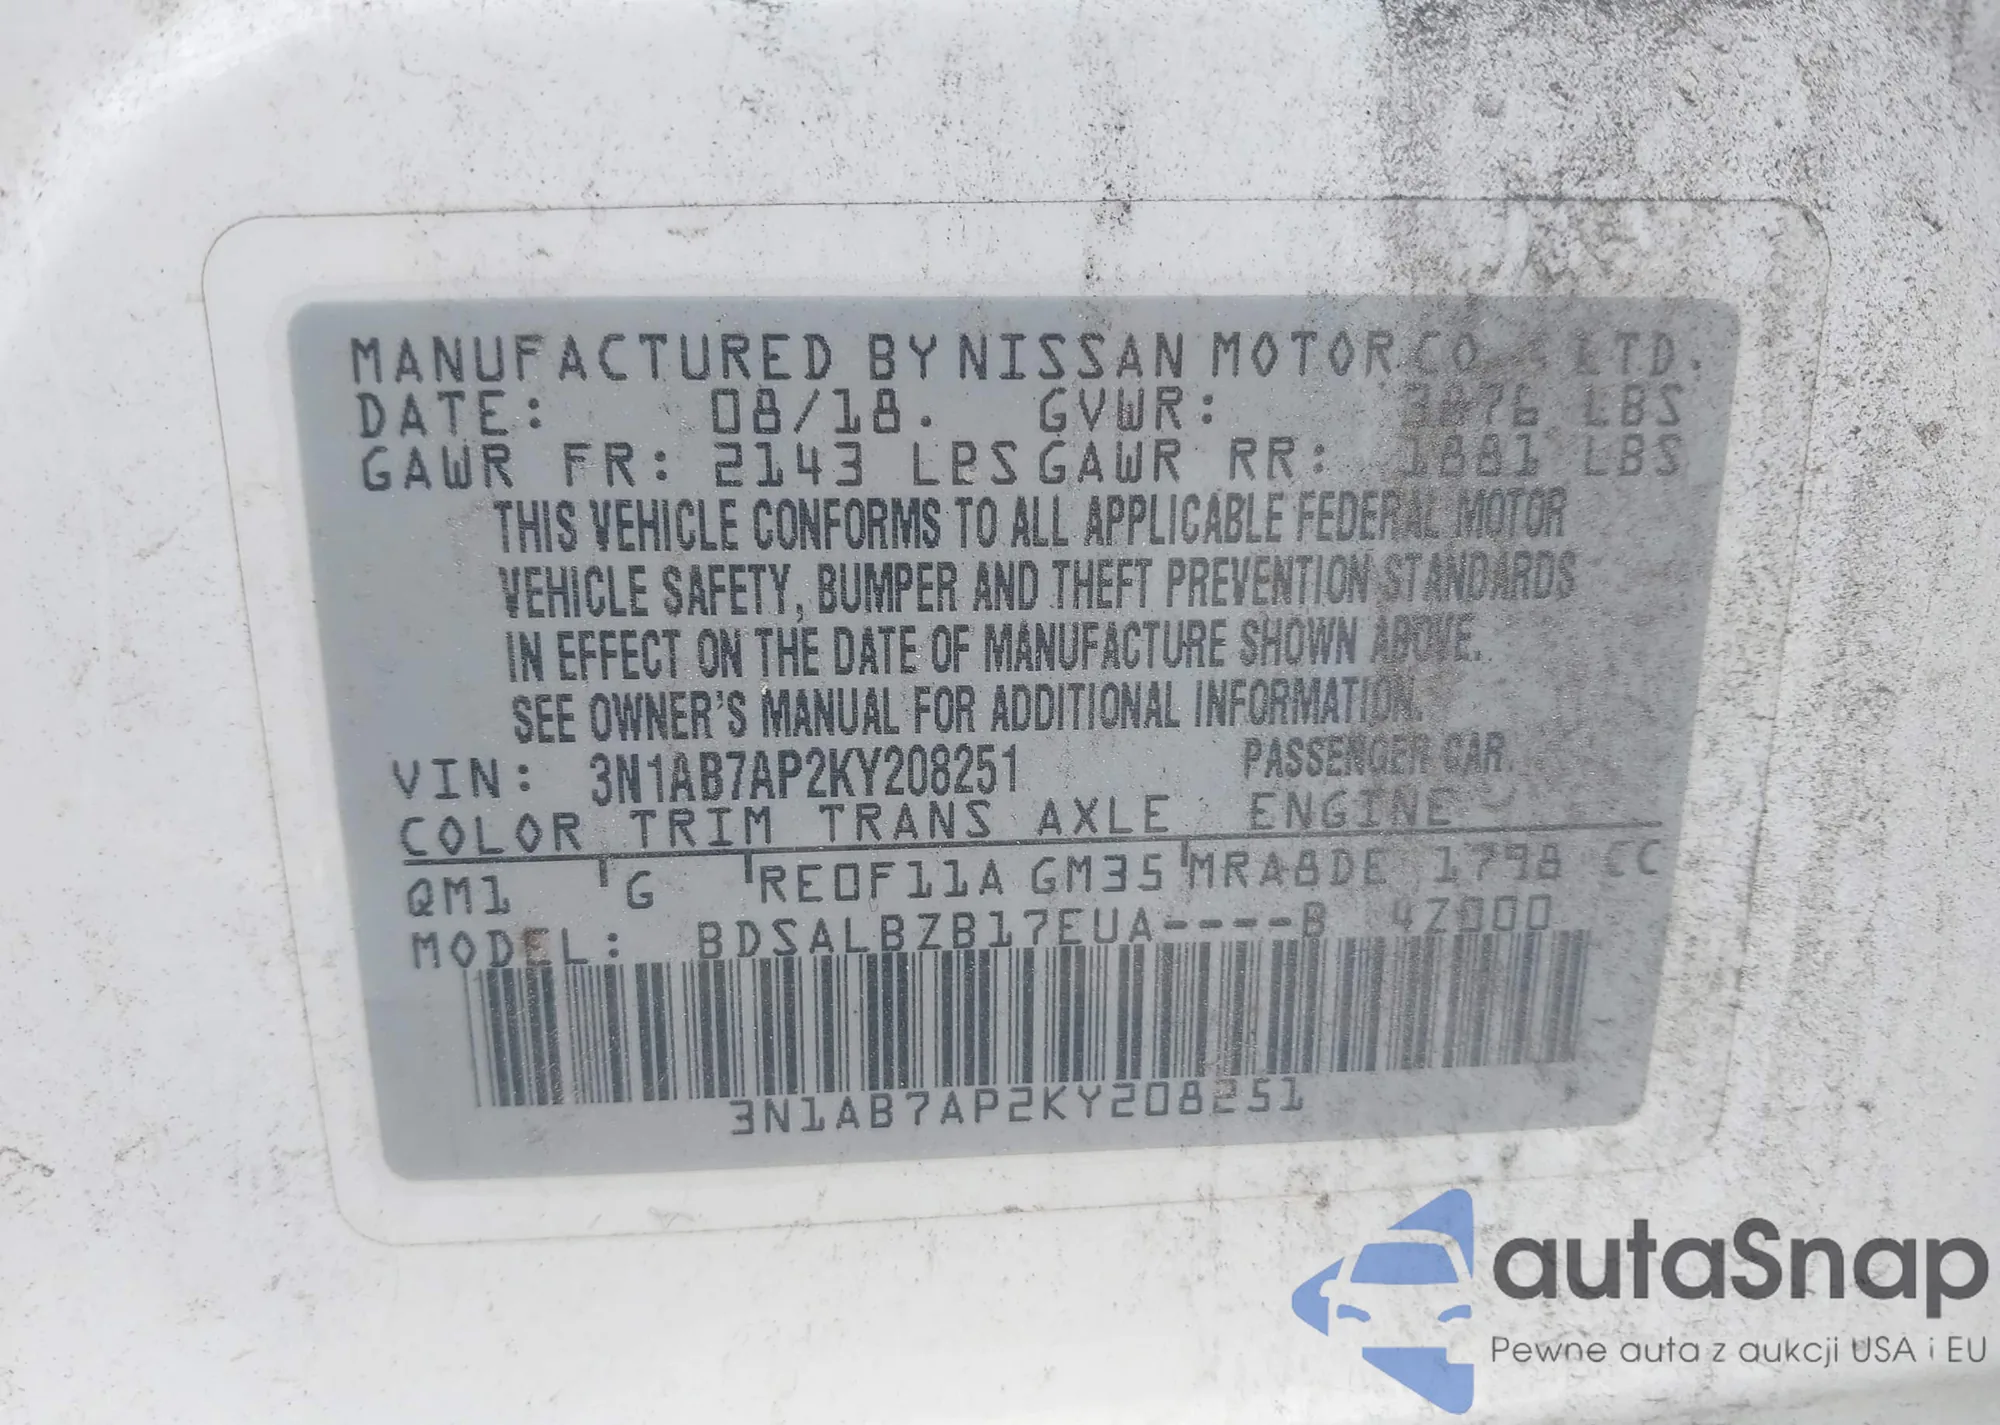 MANUFACTURED BY NISSAN MOTOR CO., LTD.
DATE: 08/18. GVWR: 3876 LBS
GAWR FR: 2143 LBS GAWR RR: 1881 LBS
THIS VEHICLE CONFORMS TO ALL APPLICABLE FEDERAL MOTOR
VEHICLE SAFETY, BUMPER AND THEFT PREVENTION STANDARDS
IN EFFECT ON THE DATE OF MANUFACTURE SHOWN ABOVE.
SEE OWNER'S MANUAL FOR ADDITIONAL INFORMATION.
VIN: 3N1AB7AP2KY208251 PASSENGER CAR.
COLOR TRIM TRANS AXLE ENGINE
QM1 G RE0F11A GM35 MRA8DE 1798 CC
MODEL: BDSALBZB17EUA----B 4Z000
3N1AB7AP2KY208251
autaSnap
Pewne auta z aukcji USA i EU